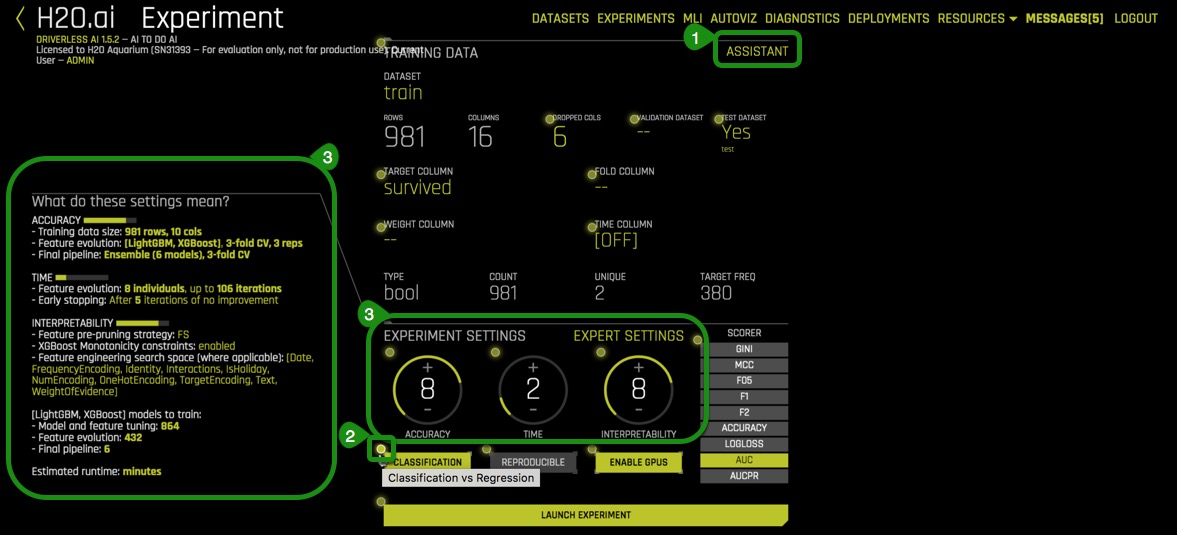 H2O.ai Experiment
DATASETS EXPERIMENTS MLI AUTOVIZ DIAGNOSTICS DEPLOYMENTS RESOURCES MESSAGES[5] LOGOUT
DRIVERLESS AI 1.5.2 – AI TO DO AI
Licensed to H2O Aquarium (SN31393 – For evaluation only, not for production use) Current
User – ADMIN
1
ASSISTANT
TRAINING DATA
DATASET
train
ROWS COLUMNS DROPPED COLS VALIDATION DATASET TEST DATASET
981 16 6 -- Yes
test
TARGET COLUMN FOLD COLUMN
survived --
WEIGHT COLUMN TIME COLUMN
-- [OFF]
TYPE COUNT UNIQUE TARGET FREQ
bool 981 2 380
3
What do these settings mean?
ACCURACY
- Training data size: 981 rows, 10 cols
- Feature evolution: [LightGBM, XGBoost], 3-fold CV, 3 reps
- Final pipeline: Ensemble (6 models), 3-fold CV
TIME
- Feature evolution: 8 individuals, up to 106 iterations
- Early stopping: After 5 iterations of no improvement
INTERPRETABILITY
- Feature pre-pruning strategy: FS
- XGBoost Monotonicity constraints: enabled
- Feature engineering search space (where applicable): [Date,
FrequencyEncoding, Identity, Interactions, IsHoliday,
NumEncoding, OneHotEncoding, TargetEncoding, Text,
WeightOfEvidence]
[LightGBM, XGBoost] models to train:
- Model and feature tuning: 864
- Feature evolution: 432
- Final pipeline: 6
Estimated runtime: minutes
3
EXPERIMENT SETTINGS EXPERT SETTINGS
+ + +
8 2 8
- - -
ACCURACY TIME INTERPRETABILITY
SCORER
GINI
MCC
F05
F1
F2
ACCURACY
LOGLOSS
AUC
AUCPR
2
CLASSIFICATION REPRODUCIBLE ENABLE GPUS
Classification vs Regression
LAUNCH EXPERIMENT